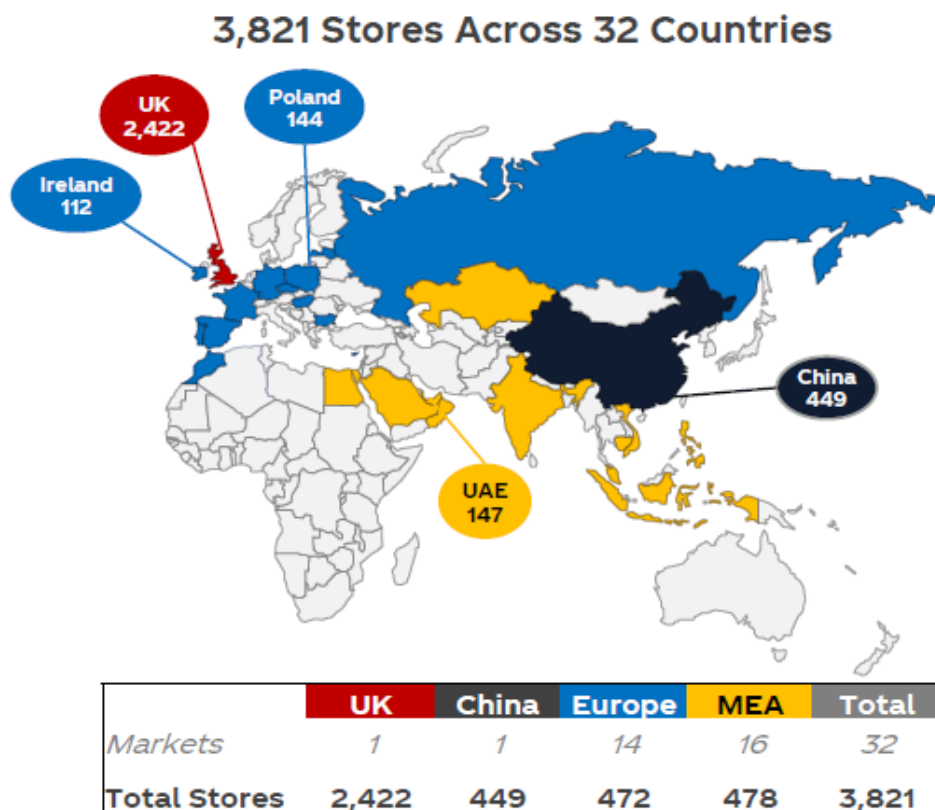 3,821 Stores Across 32 Countries
Poland
144
UK
2,422
Ireland
112
China
449
UAE
147
UK China Europe MEA Total
Markets 1 1 14 16 32
Total Stores 2,422 449 472 478 3,821